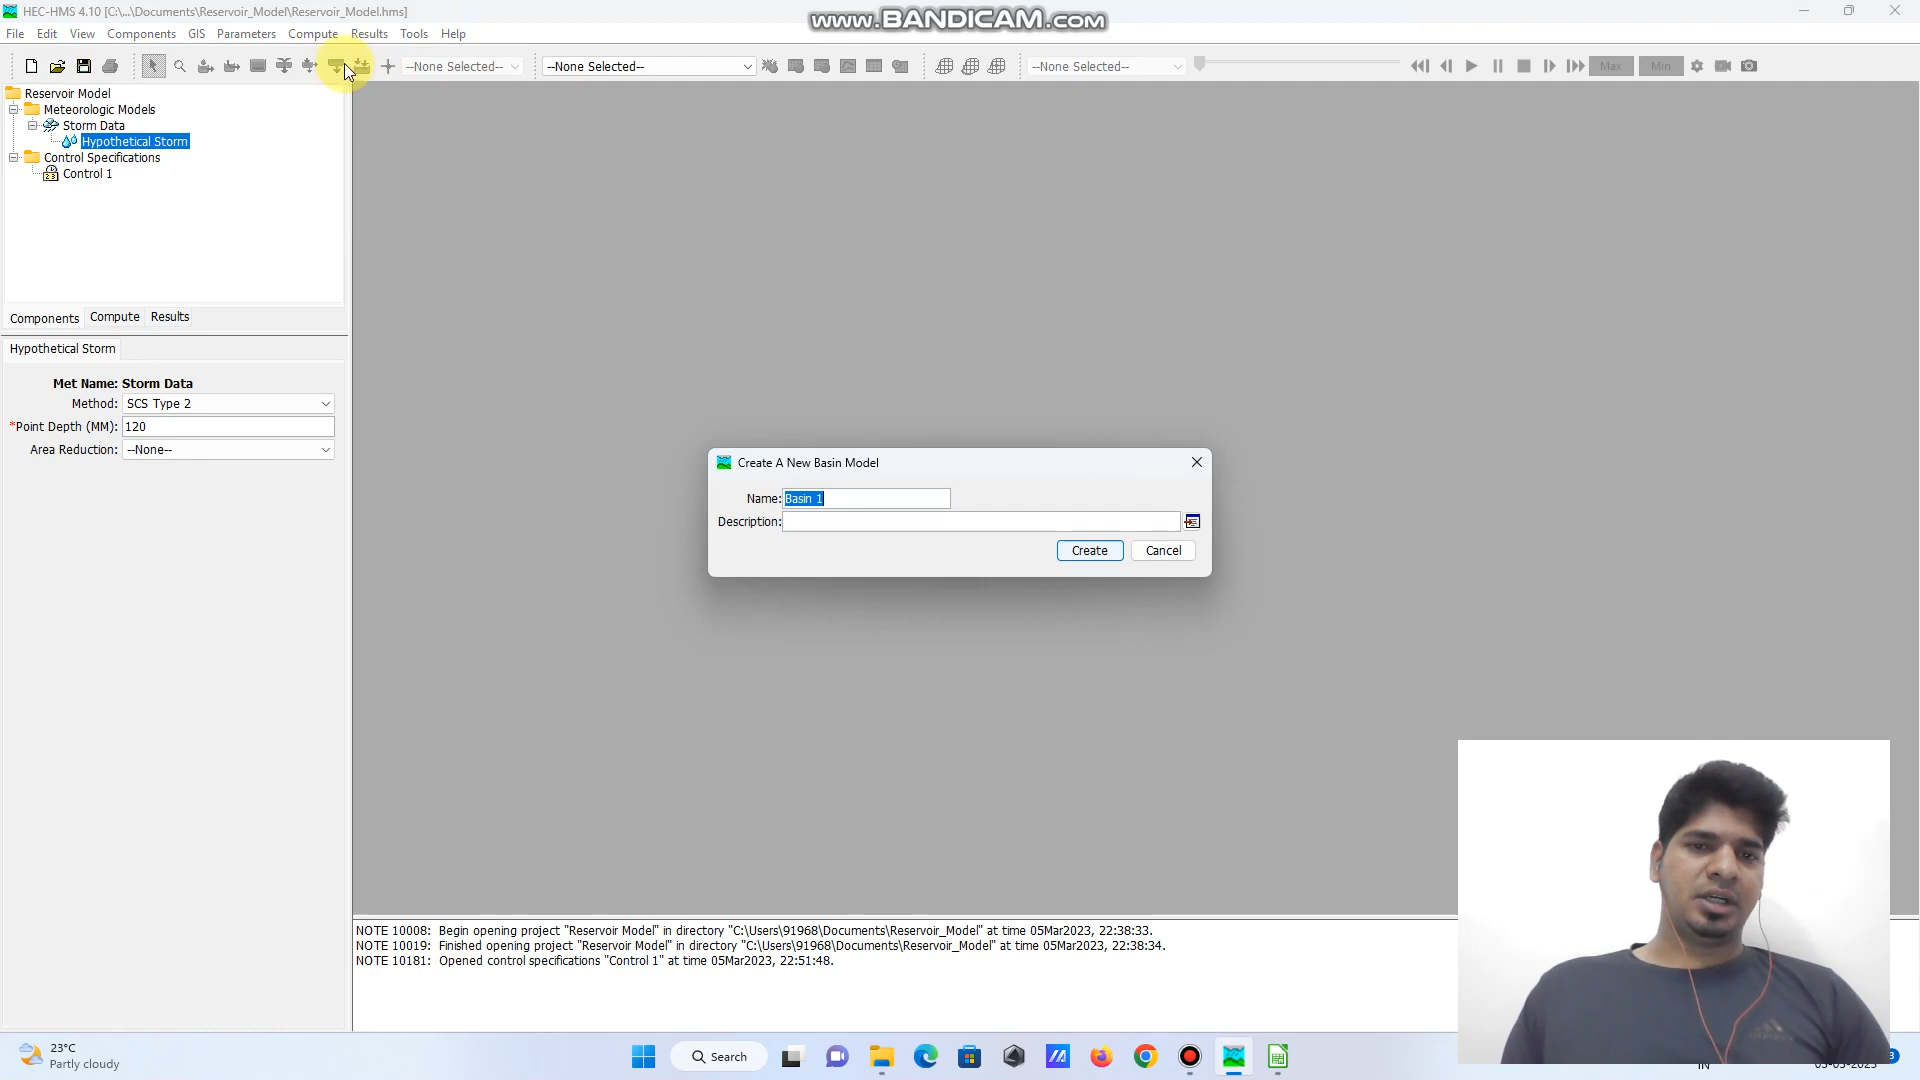 HEC-HMS 4.10 [C:\...\Documents\Reservoir_Model\Reservoir_Model.hms]
www.BANDICAM.com
File Edit View Components GIS Parameters Compute Results Tools Help
--None Selected-- --None Selected-- --None Selected-- Max Min
Reservoir Model
Meteorologic Models
Storm Data
Hypothetical Storm
Control Specifications
Control 1
Components Compute Results
Hypothetical Storm
Met Name: Storm Data
Method: SCS Type 2
*Point Depth (MM): 120
Area Reduction: --None--
Create A New Basin Model
Name: Basin 1
Description:
Create Cancel
NOTE 10008: Begin opening project "Reservoir Model" in directory "C:\Users\91968\Documents\Reservoir_Model" at time 05Mar2023, 22:38:33.
NOTE 10019: Finished opening project "Reservoir Model" in directory "C:\Users\91968\Documents\Reservoir_Model" at time 05Mar2023, 22:38:34.
NOTE 10181: Opened control specifications "Control 1" at time 05Mar2023, 22:51:48.
23°C
Partly cloudy
Search